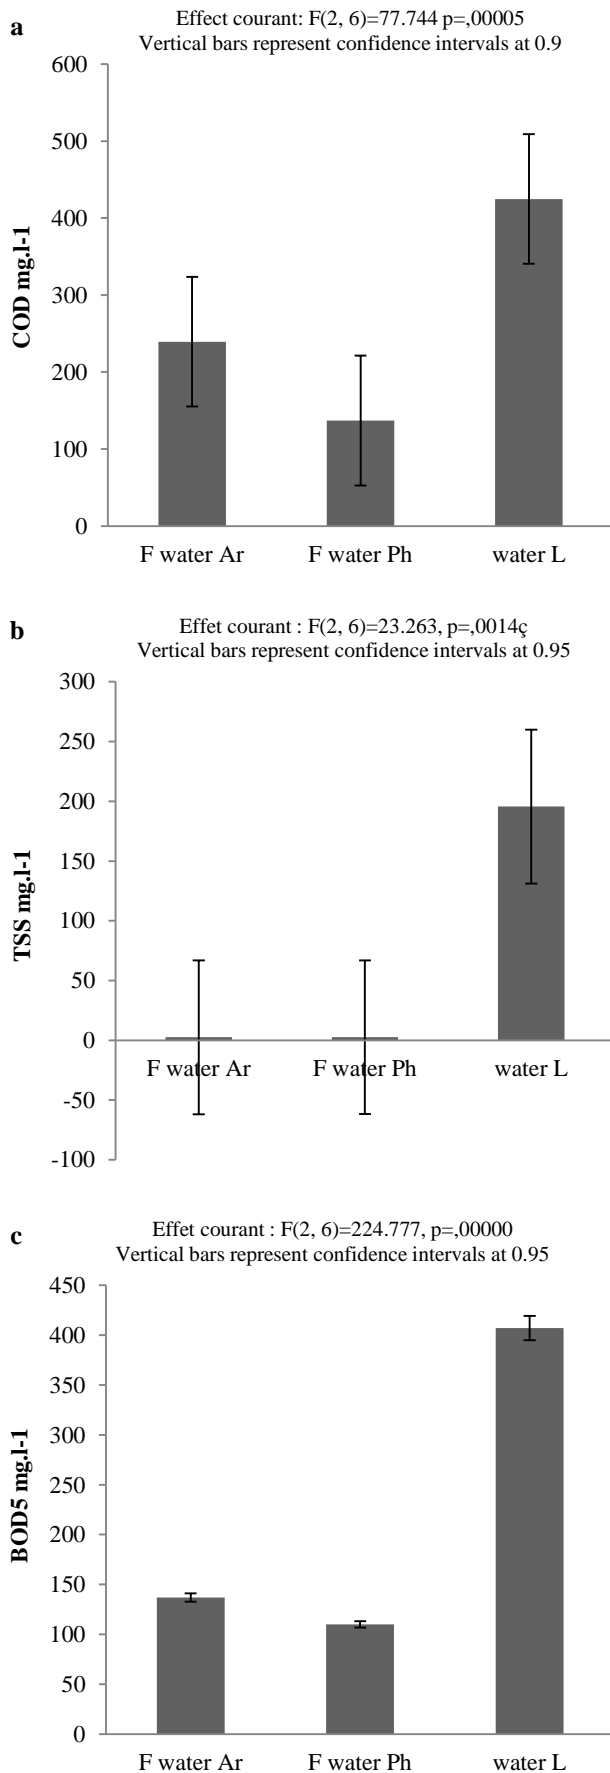 a
Effect courant: F(2, 6)=77.744 p=,00005
Vertical bars represent confidence intervals at 0.9
600
500
400
300
200
100
0
COD mg.l-1
F water Ar F water Ph water L
b
Effet courant : F(2, 6)=23.263, p=,0014ç
Vertical bars represent confidence intervals at 0.95
300
250
200
150
100
50
0
-50
-100
TSS mg.l-1
F water Ar F water Ph water L
c
Effet courant : F(2, 6)=224.777, p=,00000
Vertical bars represent confidence intervals at 0.95
450
400
350
300
250
200
150
100
50
0
BOD5 mg.l-1
F water Ar F water Ph water L